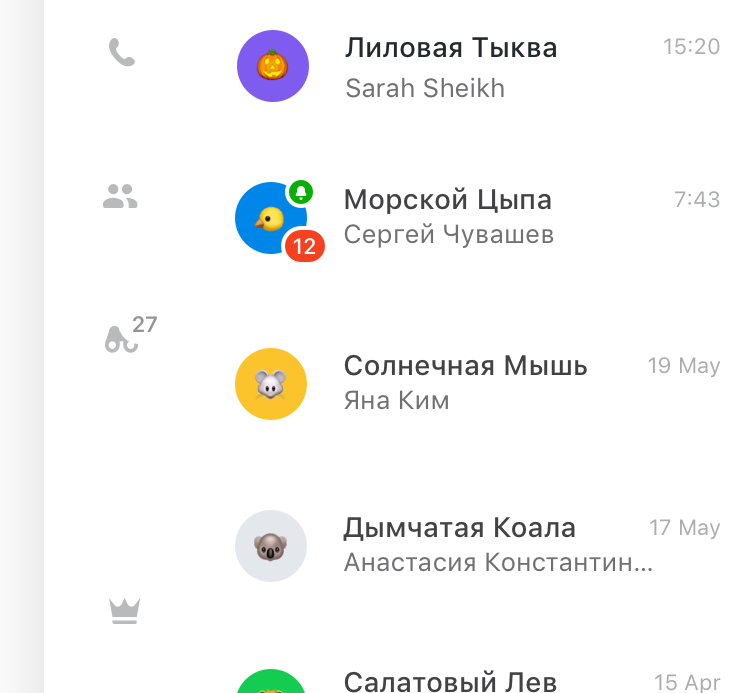 Лиловая Тыква 15:20
Sarah Sheikh
Морской Цыпа 7:43
Сергей Чувашев
12
27
Солнечная Мышь 19 May
Яна Ким
Дымчатая Коала 17 May
Анастасия Константин...
Салатовый Лев 15 Apr